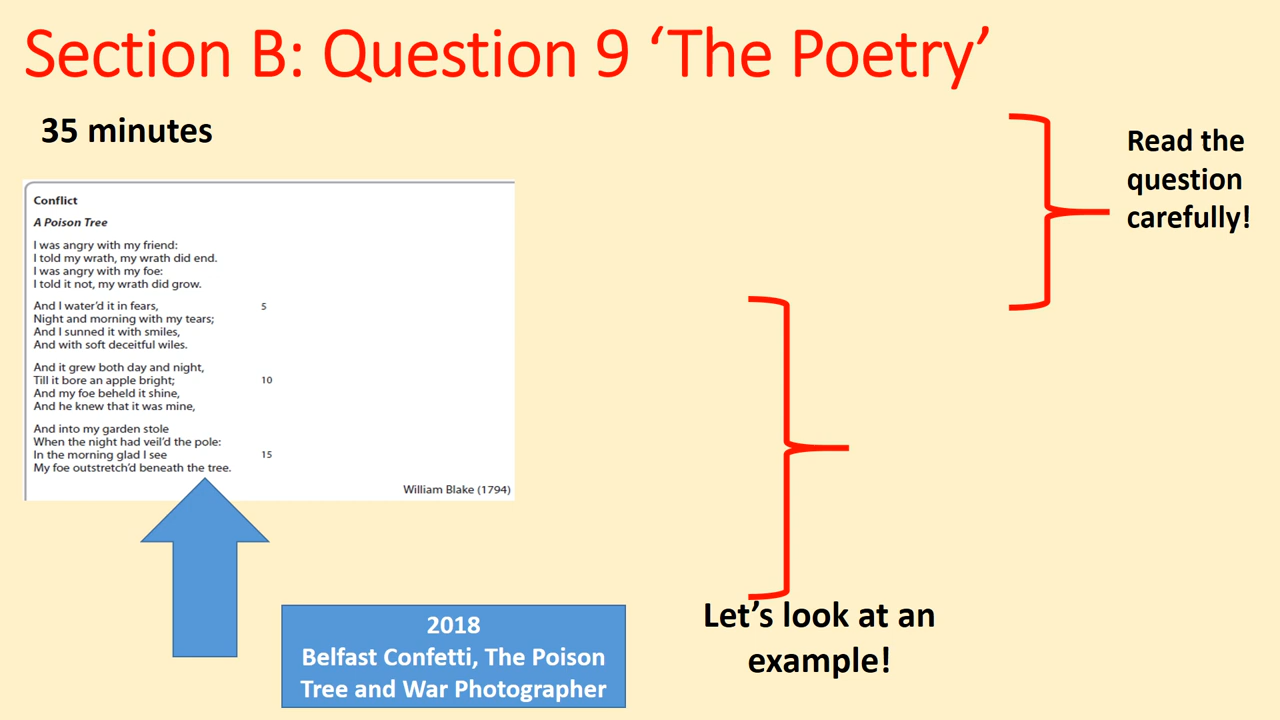 Section B: Question 9 ‘The Poetry’
35 minutes
Read the
question
carefully!
Conflict
A Poison Tree
I was angry with my friend:
I told my wrath, my wrath did end.
I was angry with my foe:
I told it not, my wrath did grow.
And I water’d it in fears,
5
Night and morning with my tears;
And I sunned it with smiles,
And with soft deceitful wiles.
And it grew both day and night,
Till it bore an apple bright;
10
And my foe beheld it shine,
And he knew that it was mine,
And into my garden stole
When the night had veil’d the pole:
In the morning glad I see
15
My foe outstretch’d beneath the tree.
William Blake (1794)
2018
Belfast Confetti, The Poison
Tree and War Photographer
Let’s look at an
example!